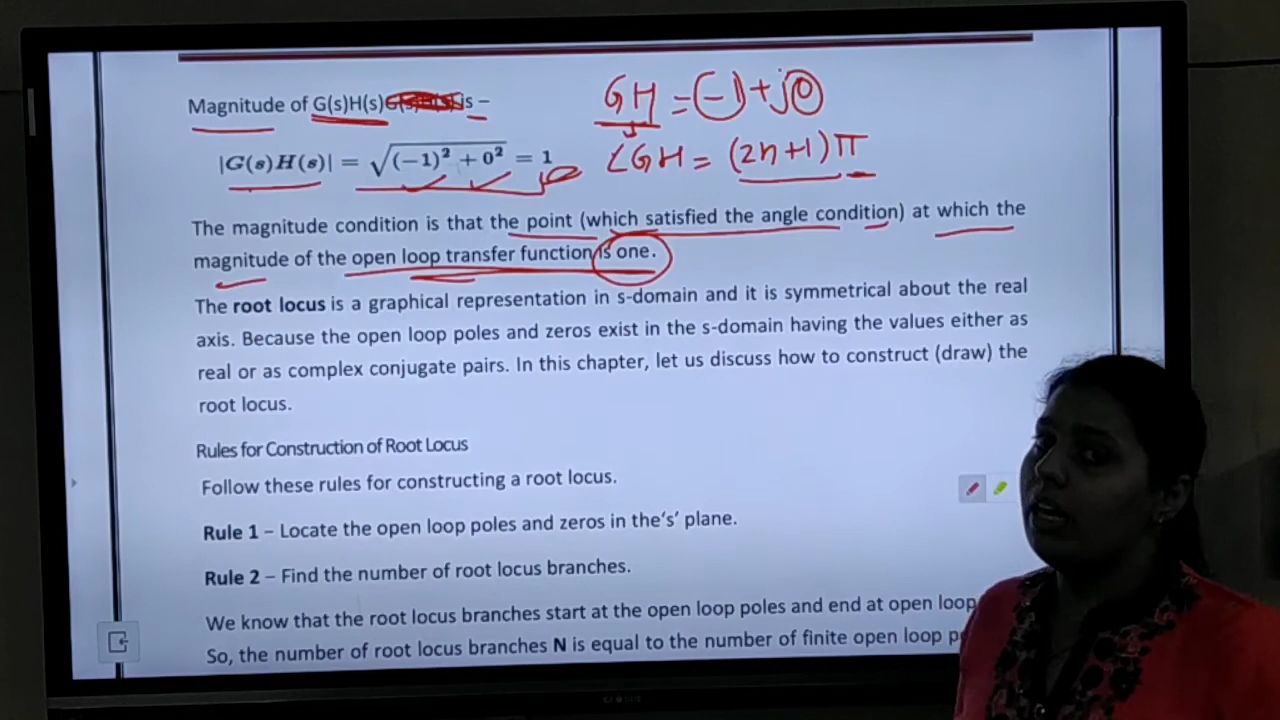 Magnitude of G(s)H(s) is –
GH = (-1)+j0
|G(s)H(s)| = √((−1)² + 0²) = 1
∠GH = (2n+1)π
The magnitude condition is that the point (which satisfied the angle condition) at which the
magnitude of the open loop transfer function is one.
The root locus is a graphical representation in s-domain and it is symmetrical about the real
axis. Because the open loop poles and zeros exist in the s-domain having the values either as
real or as complex conjugate pairs. In this chapter, let us discuss how to construct (draw) the
root locus.
Rules for Construction of Root Locus
Follow these rules for constructing a root locus.
Rule 1 – Locate the open loop poles and zeros in the‘s’ plane.
Rule 2 – Find the number of root locus branches.
We know that the root locus branches start at the open loop poles and end at open loop
So, the number of root locus branches N is equal to the number of finite open loop